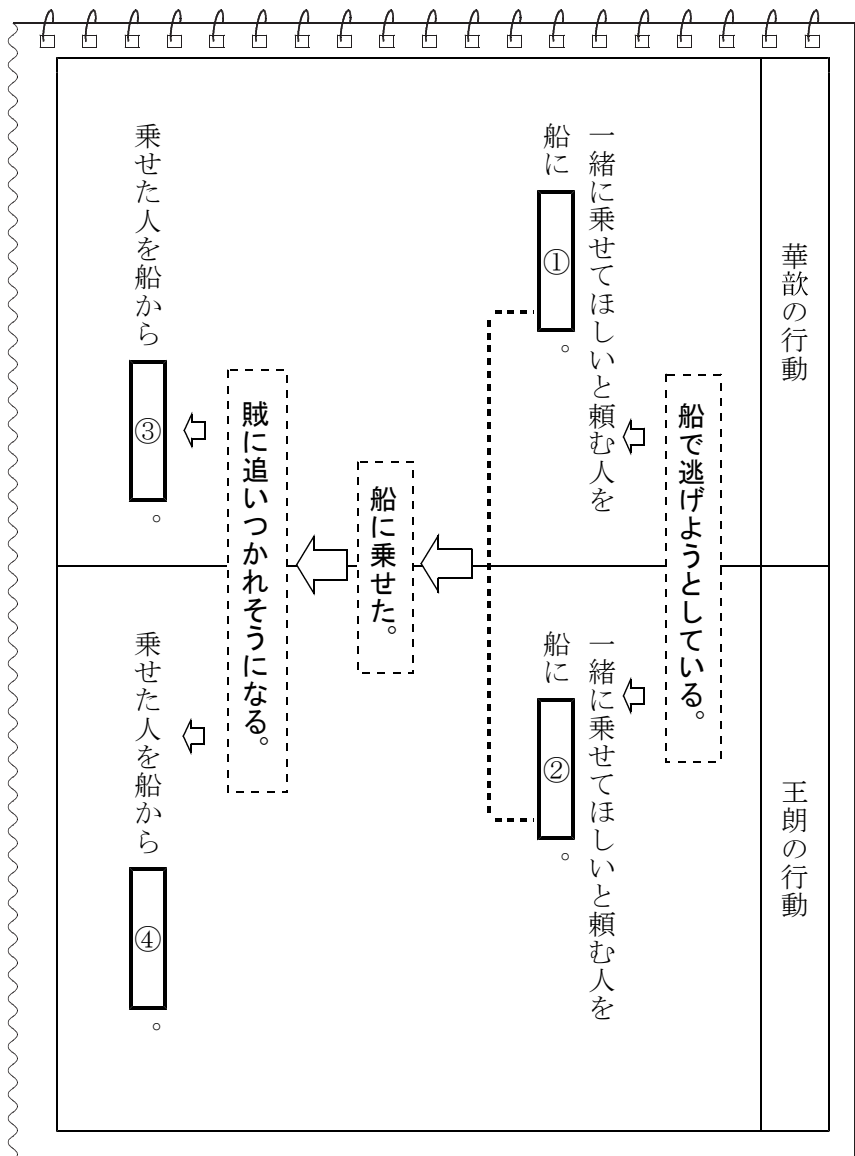 華歆の行動
王朗の行動
船で逃げようとしている。
一緒に乗せてほしいと頼む人を
船に ① 。
一緒に乗せてほしいと頼む人を
船に ② 。
船に乗せた。
賊に追いつかれそうになる。
乗せた人を船から ③ 。
乗せた人を船から ④ 。